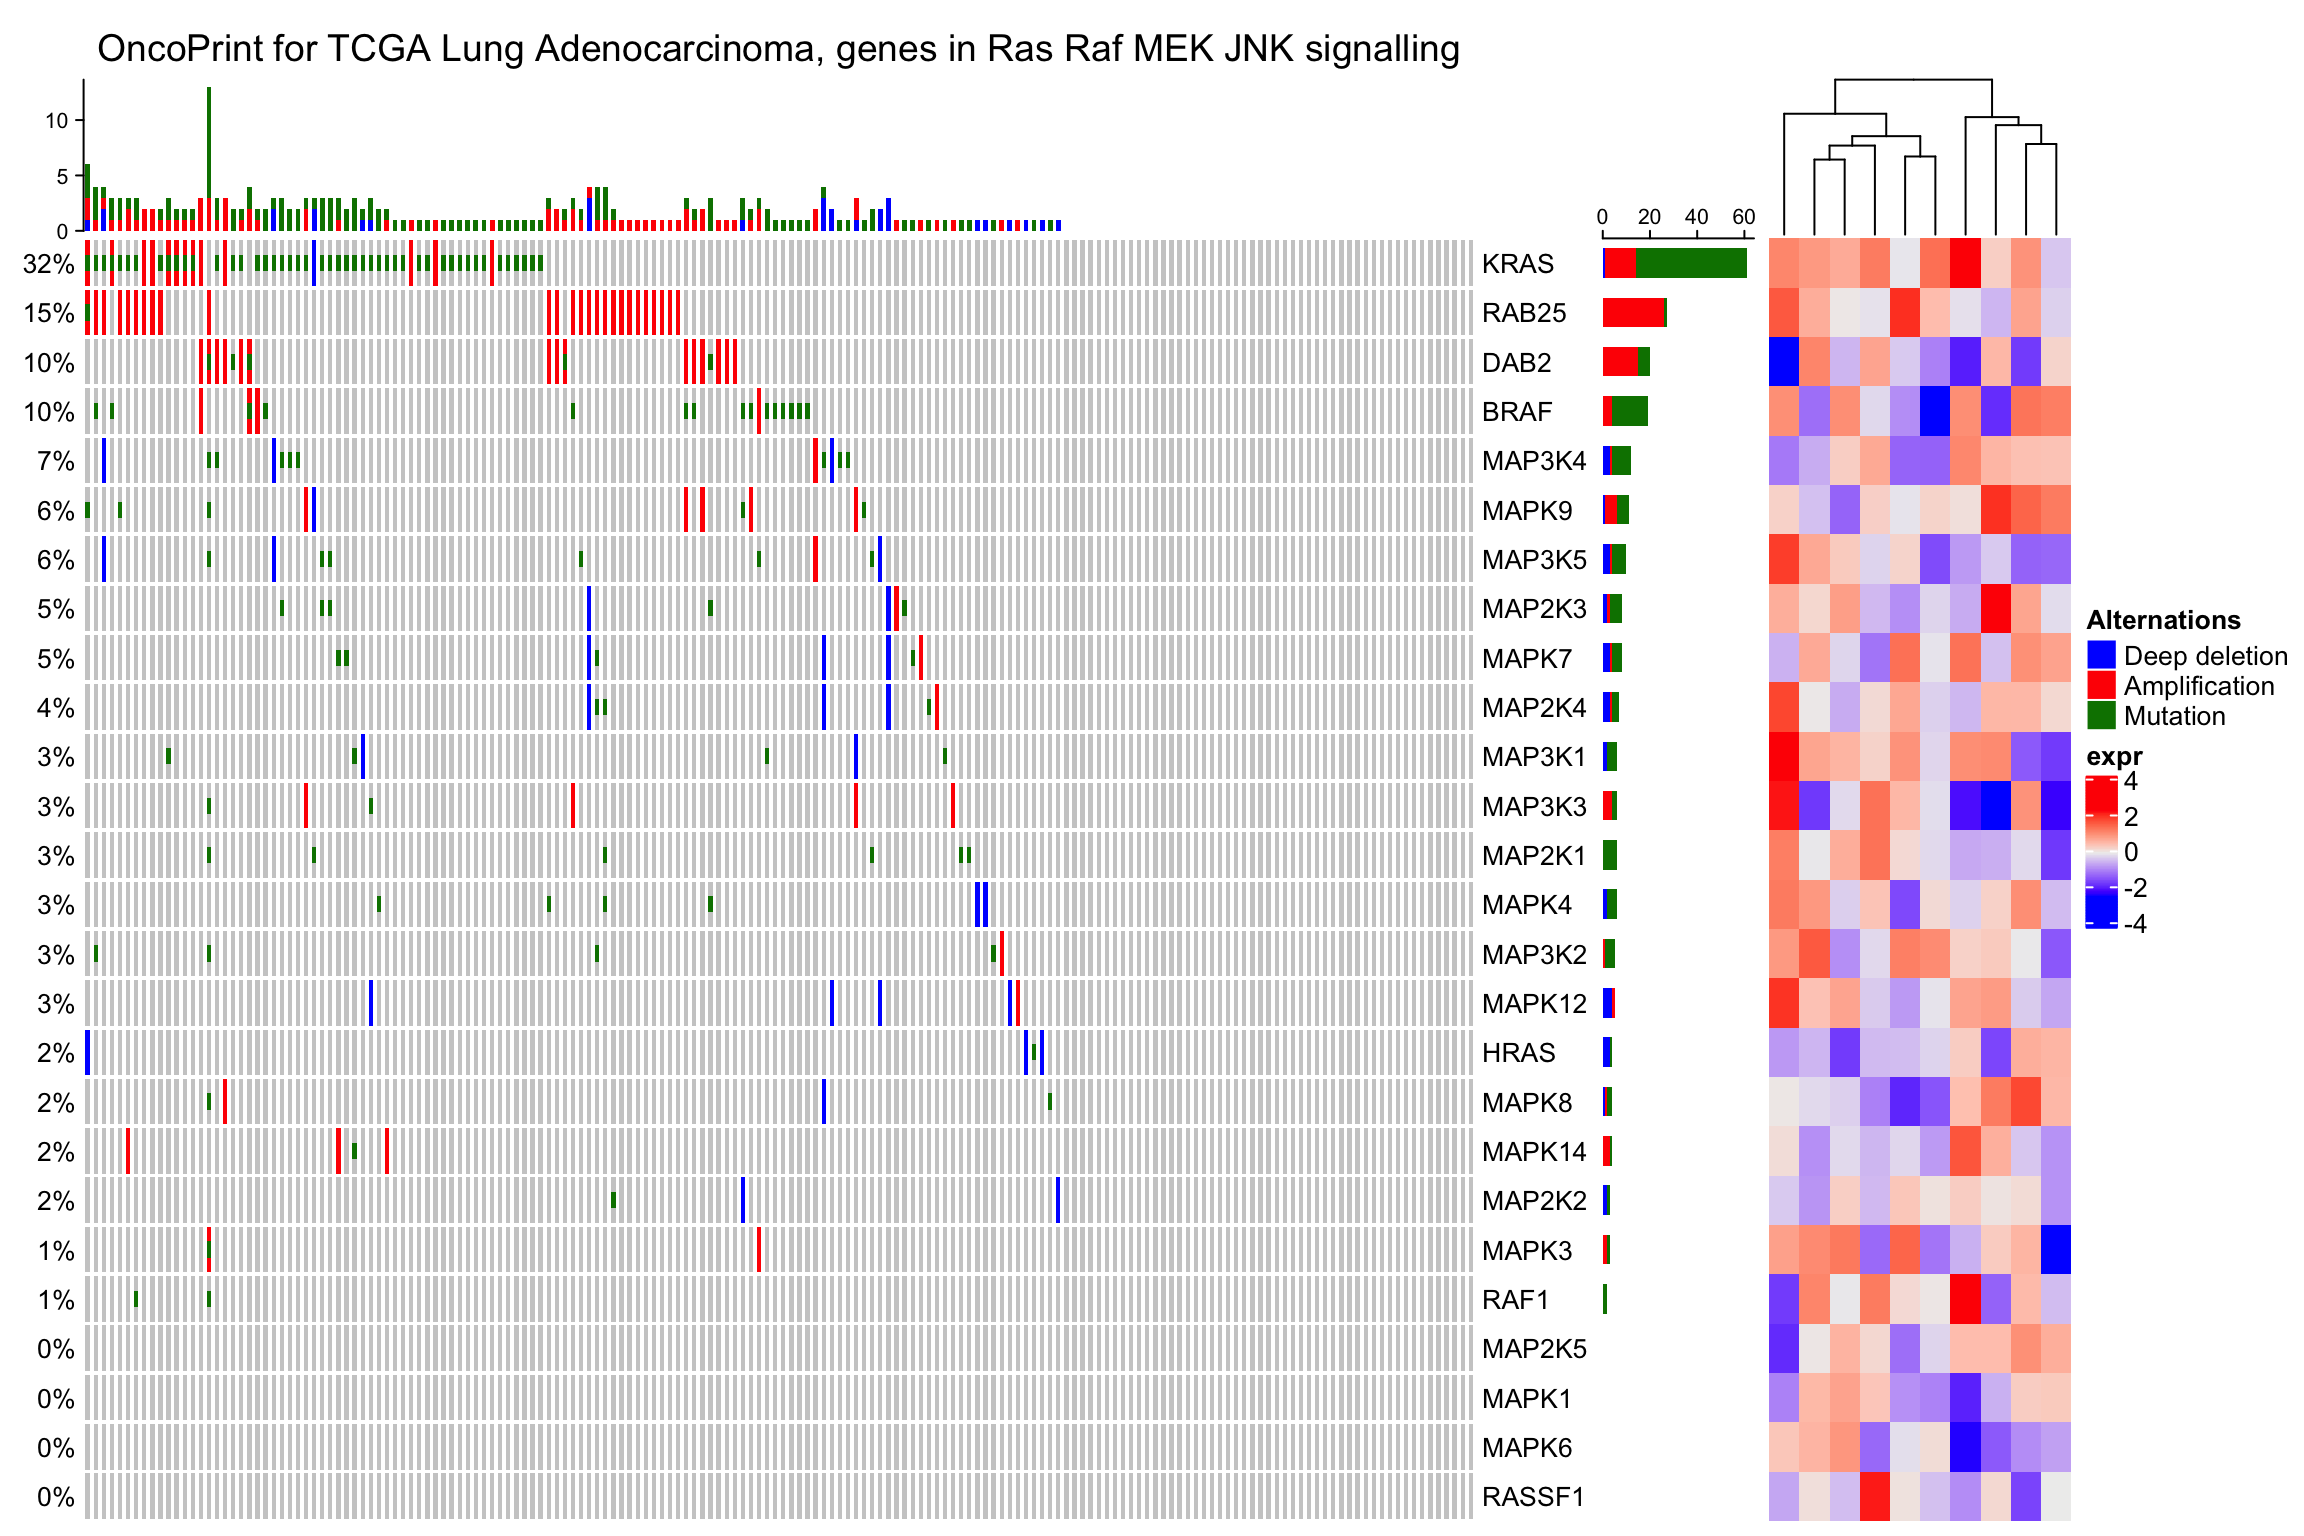 OncoPrint for TCGA Lung Adenocarcinoma, genes in Ras Raf MEK JNK signalling
10
5
0
0 20 40 60
32% KRAS
15% RAB25
10% DAB2
10% BRAF
7% MAP3K4
6% MAPK9
6% MAP3K5
5% MAP2K3
5% MAPK7
4% MAP2K4
3% MAP3K1
3% MAP3K3
3% MAP2K1
3% MAPK4
3% MAP3K2
3% MAPK12
2% HRAS
2% MAPK8
2% MAPK14
2% MAP2K2
1% MAPK3
1% RAF1
0% MAP2K5
0% MAPK1
0% MAPK6
0% RASSF1
Alternations
Deep deletion
Amplification
Mutation
expr
4
2
0
-2
-4